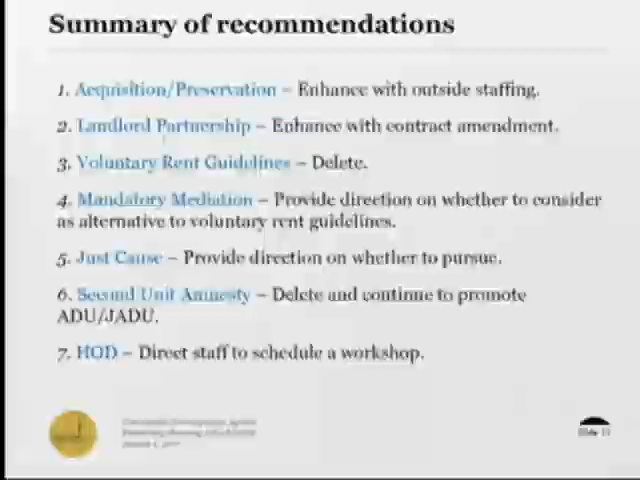 Summary of recommendations
1. Acquisition/Preservation – Enhance with outside staffing.
2. Landlord Partnership – Enhance with contract amendment.
3. Voluntary Rent Guidelines – Delete.
4. Mandatory Mediation – Provide direction on whether to consider
as alternative to voluntary rent guidelines.
5. Just Cause – Provide direction on whether to pursue.
6. Second Unit Amnesty – Delete and continue to promote
ADU/JADU.
7. HOD – Direct staff to schedule a workshop.
Slide